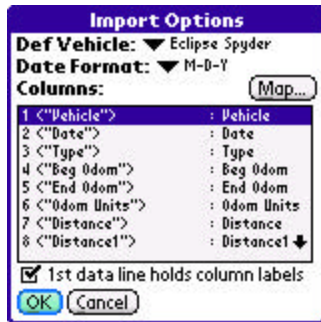 Import Options
Def Vehicle: Eclipse Spyder
Date Format: M-D-Y
Columns: Map...
1 <"Vehicle"> : Vehicle
2 <"Date"> : Date
3 <"Type"> : Type
4 <"Beg Odom"> : Beg Odom
5 <"End Odom"> : End Odom
6 <"Odom Units"> : Odom Units
7 <"Distance"> : Distance
8 <"Distance1"> : Distance1
1st data line holds column labels
OK Cancel